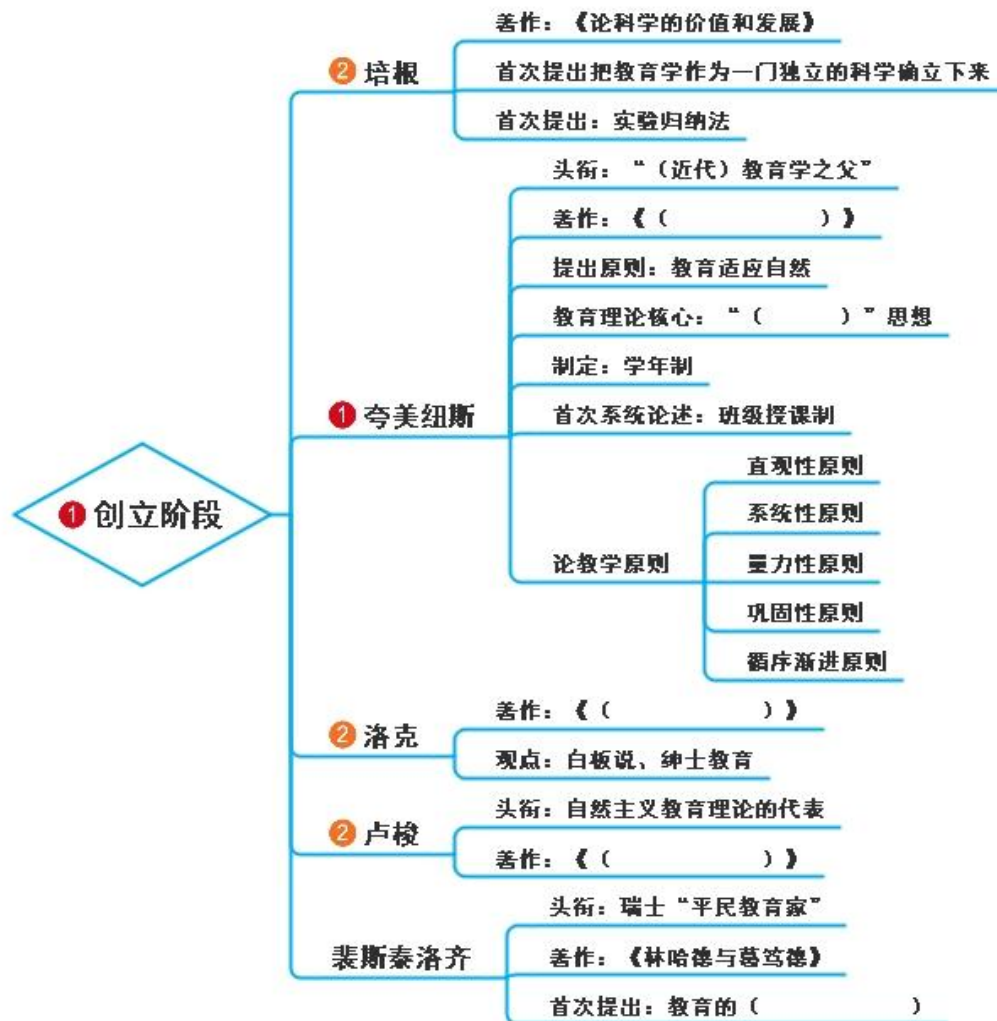 ❶ 创立阶段
❷ 培根
著作：《论科学的价值和发展》
首次提出把教育学作为一门独立的科学确立下来
首次提出：实验归纳法
❶ 夸美纽斯
头衔：“（近代）教育学之父”
著作：《（          ）》
提出原则：教育适应自然
教育理论核心：“（      ）”思想
制定：学年制
首次系统论述：班级授课制
论教学原则
直观性原则
系统性原则
量力性原则
巩固性原则
循序渐进原则
❷ 洛克
著作：《（          ）》
观点：白板说、绅士教育
❷ 卢梭
头衔：自然主义教育理论的代表
著作：《（          ）》
裴斯泰洛齐
头衔：瑞士“平民教育家”
著作：《林哈德与葛笃德》
首次提出：教育的（          ）